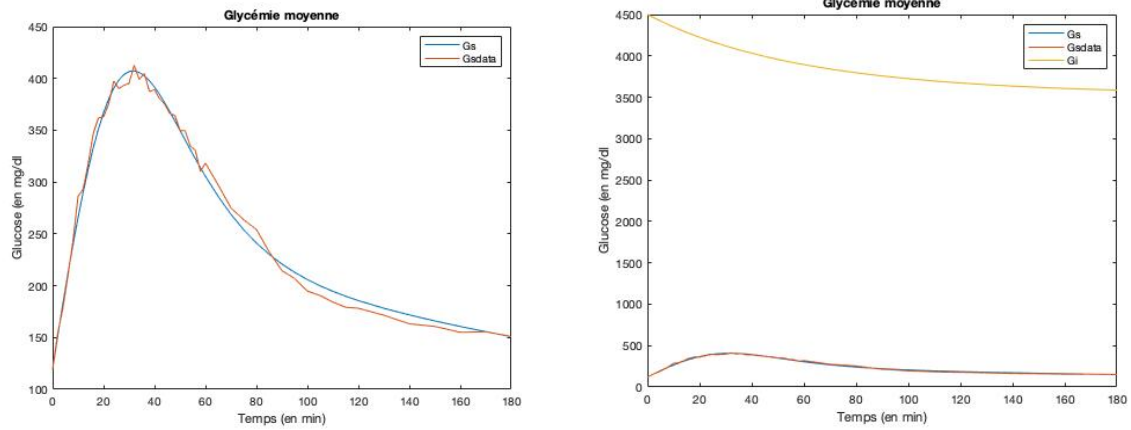 Glycémie moyenne
450
400
350
300
250
200
150
100
Glucose (en mg/dl)
Gs
Gsdata
0 20 40 60 80 100 120 140 160 180
Temps (en min)
Glycémie moyenne
4500
4000
3500
3000
2500
2000
1500
1000
500
0
Glucose (en mg/dl)
Gs
Gsdata
Gi
0 20 40 60 80 100 120 140 160 180
Temps (en min)